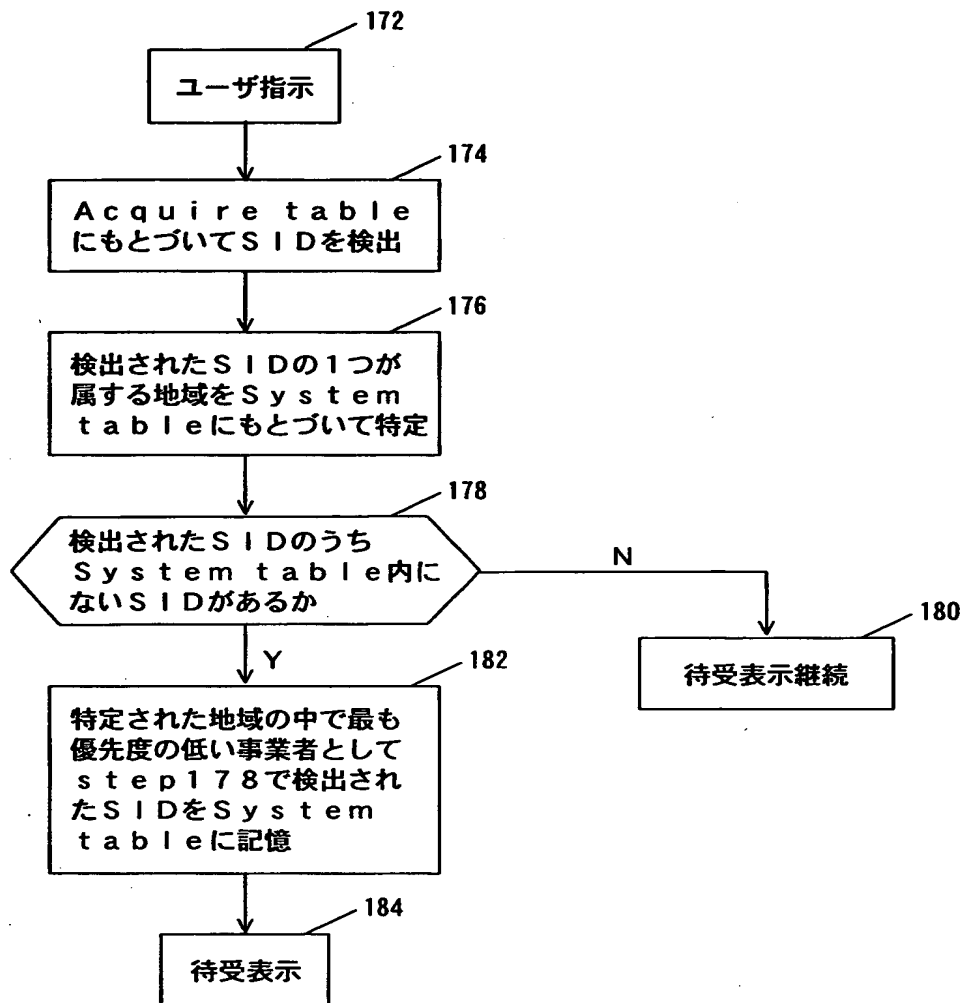 172
ユーザ指示
174
Acquire table
にもとづいてSIDを検出
176
検出されたSIDの1つが
属する地域をSystem
tableにもとづいて特定
178
検出されたSIDのうち
System table内に
ないSIDがあるか
N
180
待受表示継続
Y
182
特定された地域の中で最も
優先度の低い事業者として
step178で検出され
たSIDをSystem
tableに記憶
184
待受表示